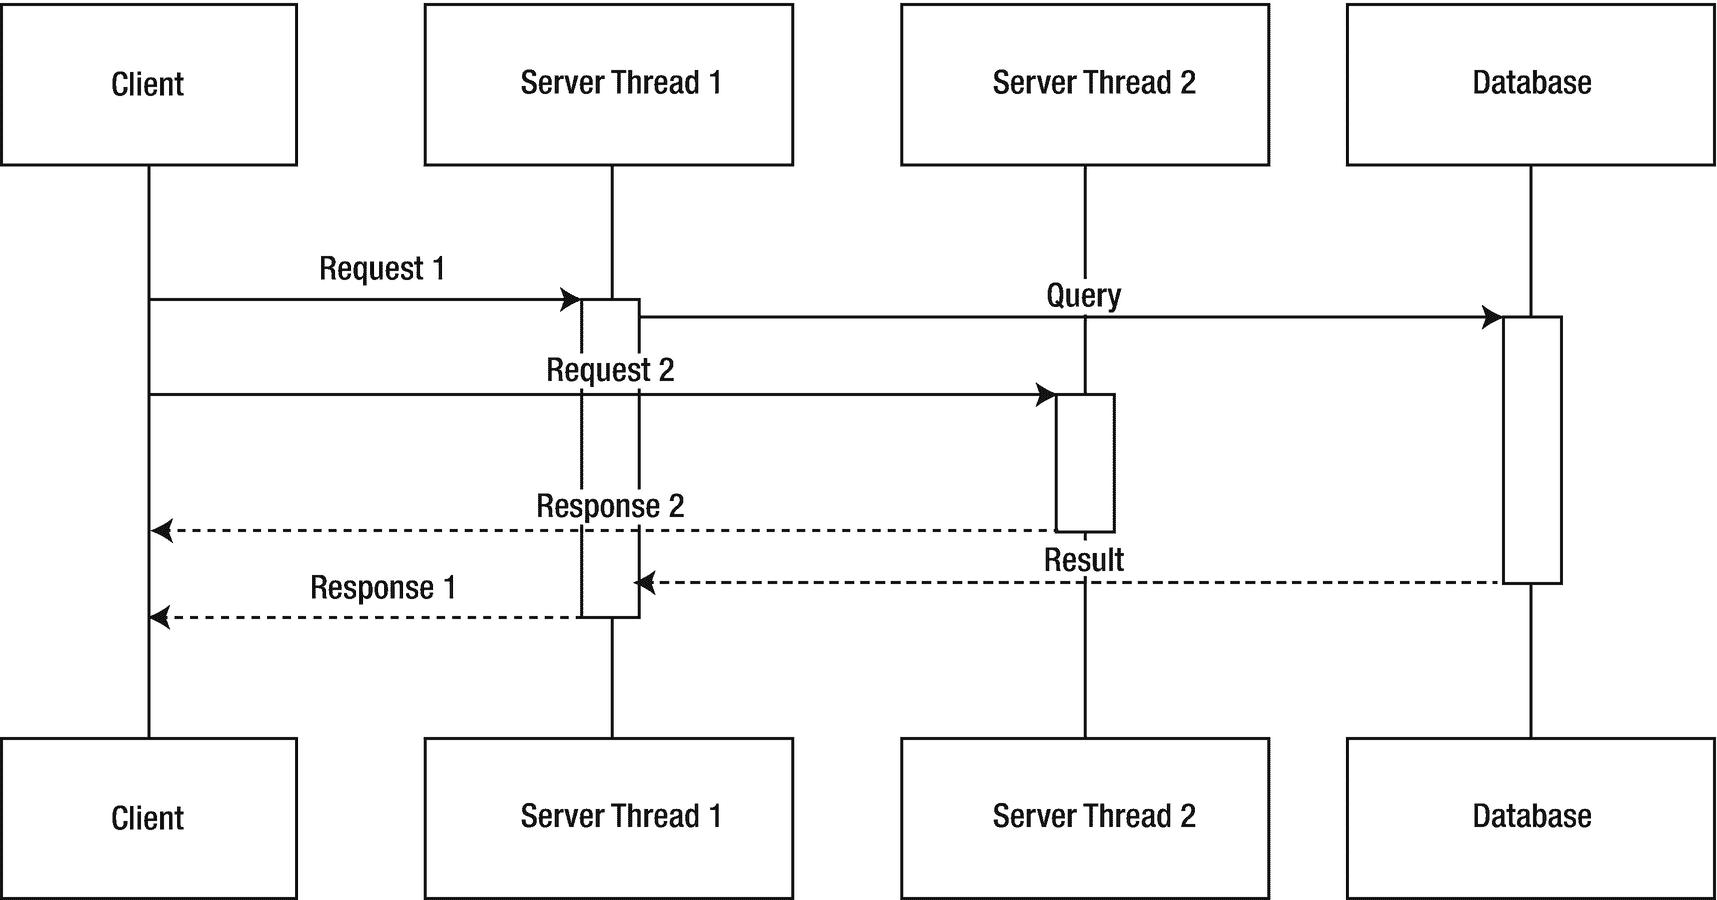 Client
Server Thread 1
Server Thread 2
Database
Request 1
Query
Request 2
Response 2
Result
Response 1
Client
Server Thread 1
Server Thread 2
Database